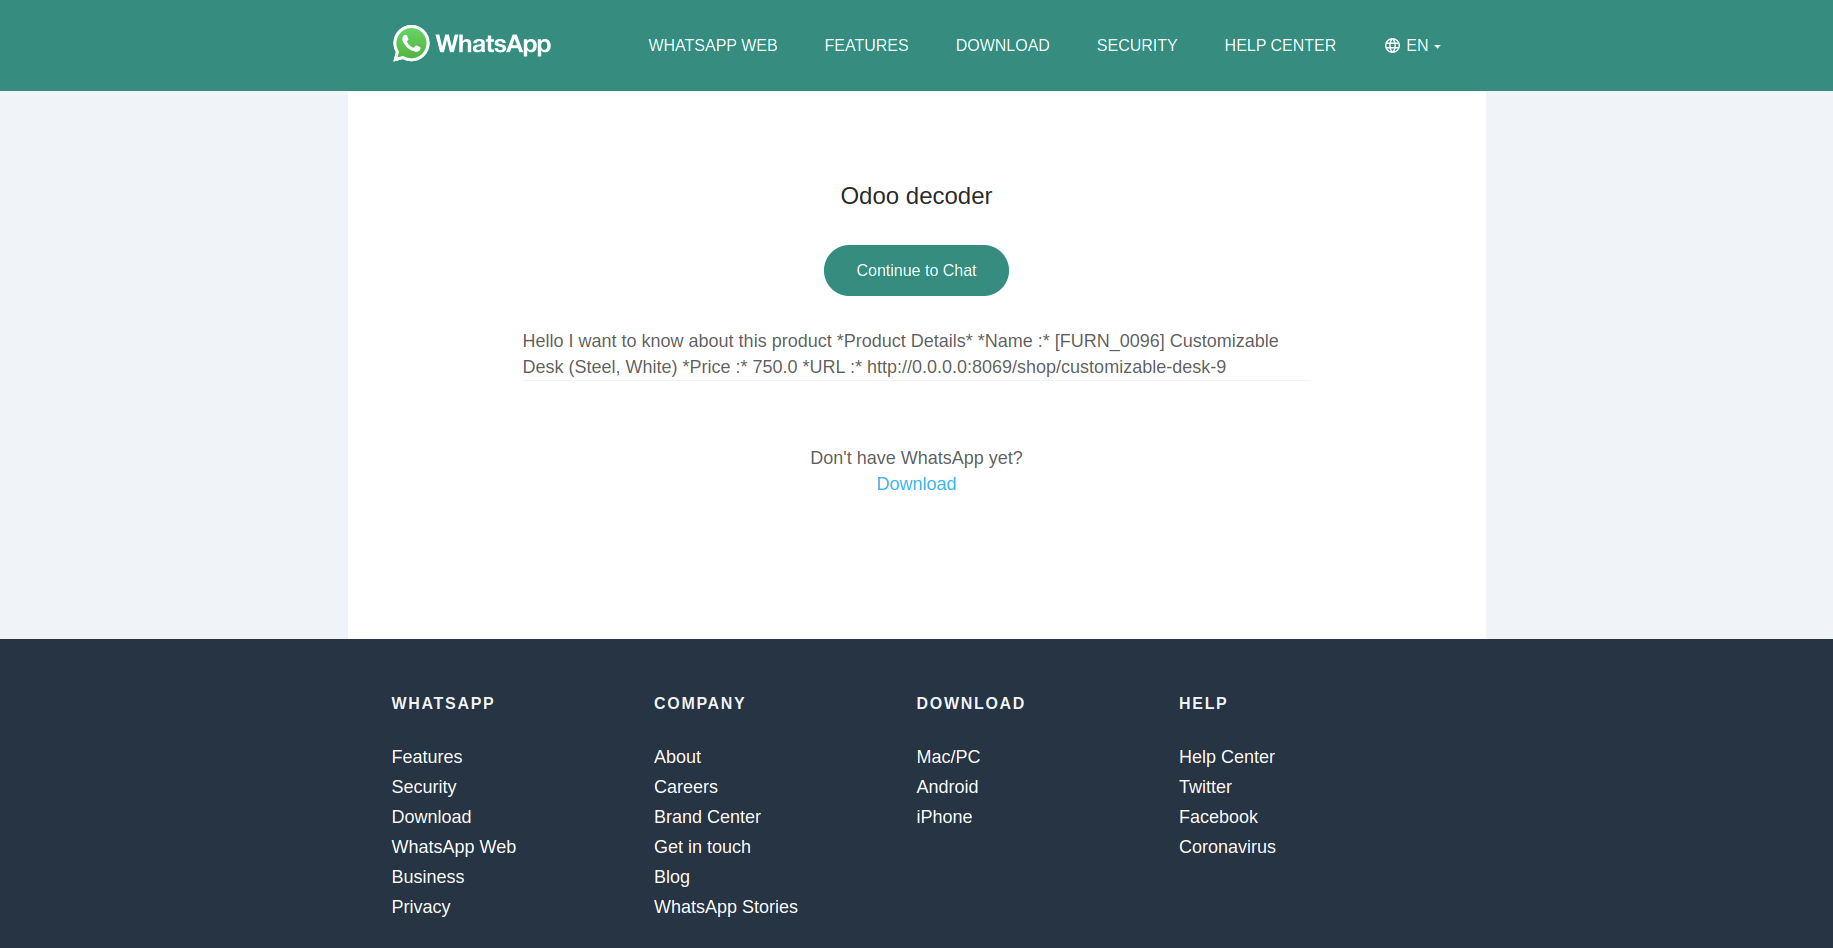 WhatsApp
WHATSAPP WEB
FEATURES
DOWNLOAD
SECURITY
HELP CENTER
EN
Odoo decoder
Continue to Chat
Hello I want to know about this product *Product Details* *Name :* [FURN_0096] Customizable
Desk (Steel, White) *Price :* 750.0 *URL :* http://0.0.0.0:8069/shop/customizable-desk-9
Don't have WhatsApp yet?
Download
WHATSAPP
Features
Security
Download
WhatsApp Web
Business
Privacy
COMPANY
About
Careers
Brand Center
Get in touch
Blog
WhatsApp Stories
DOWNLOAD
Mac/PC
Android
iPhone
HELP
Help Center
Twitter
Facebook
Coronavirus